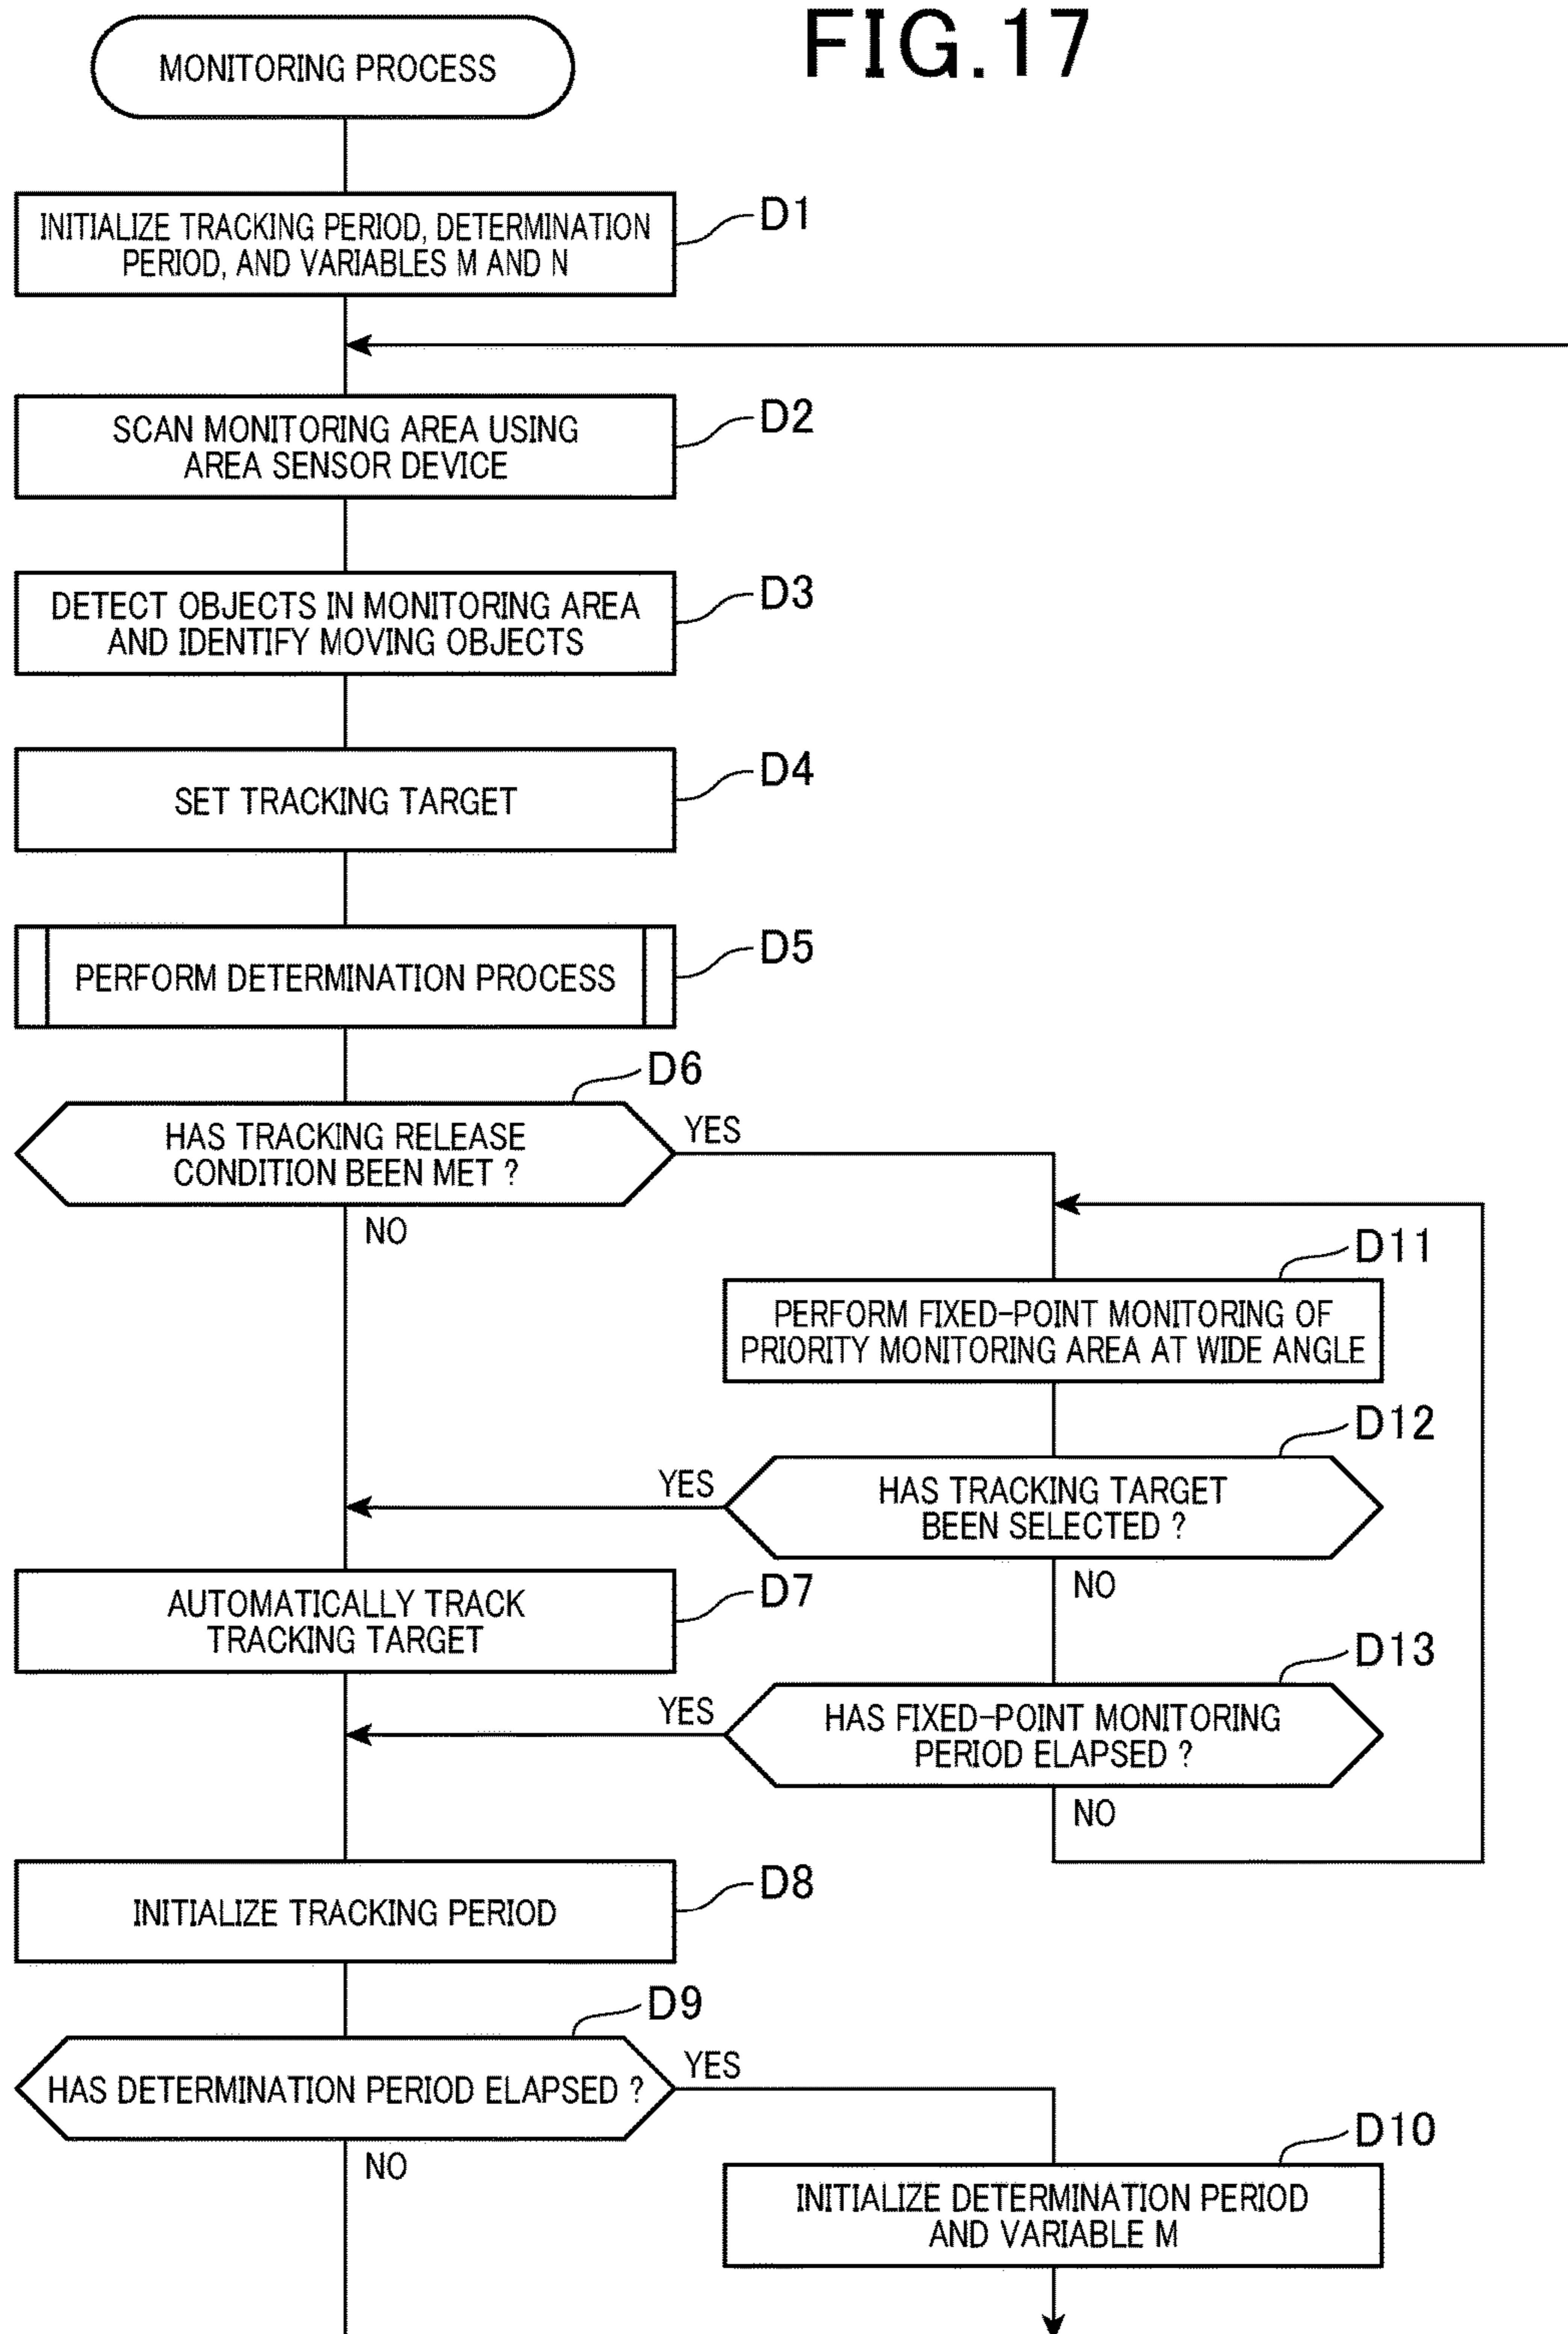 FIG.17
MONITORING PROCESS
INITIALIZE TRACKING PERIOD, DETERMINATION
PERIOD, AND VARIABLES M AND N
D1
SCAN MONITORING AREA USING
AREA SENSOR DEVICE
D2
DETECT OBJECTS IN MONITORING AREA
AND IDENTIFY MOVING OBJECTS
D3
SET TRACKING TARGET
D4
PERFORM DETERMINATION PROCESS
D5
D6
HAS TRACKING RELEASE
CONDITION BEEN MET ?
YES
NO
D11
PERFORM FIXED-POINT MONITORING OF
PRIORITY MONITORING AREA AT WIDE ANGLE
D12
HAS TRACKING TARGET
BEEN SELECTED ?
YES
NO
AUTOMATICALLY TRACK
TRACKING TARGET
D7
D13
HAS FIXED-POINT MONITORING
PERIOD ELAPSED ?
YES
NO
INITIALIZE TRACKING PERIOD
D8
D9
HAS DETERMINATION PERIOD ELAPSED ?
YES
NO
D10
INITIALIZE DETERMINATION PERIOD
AND VARIABLE M